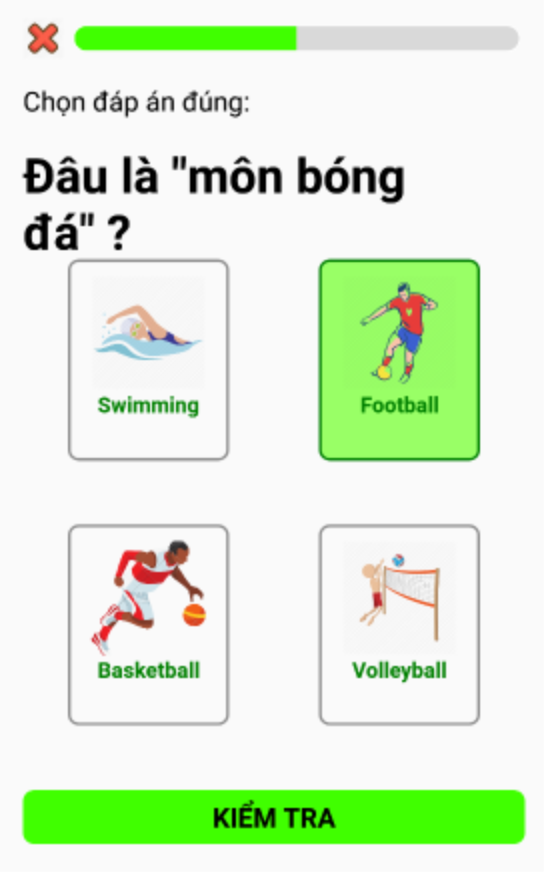 Chọn đáp án đúng:
Đâu là "môn bóng
đá" ?
Swimming
Football
Basketball
Volleyball
KIỂM TRA